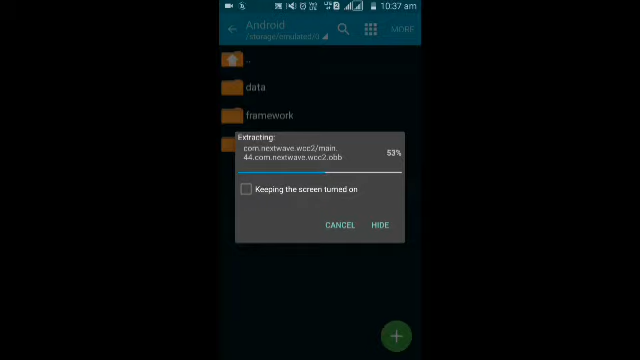 10:37 am
Android
/storage/emulated/0
MORE
..
data
framework
Extracting:
com.nextwave.wcc2/main.
44.com.nextwave.wcc2.obb
53%
Keeping the screen turned on
CANCEL
HIDE